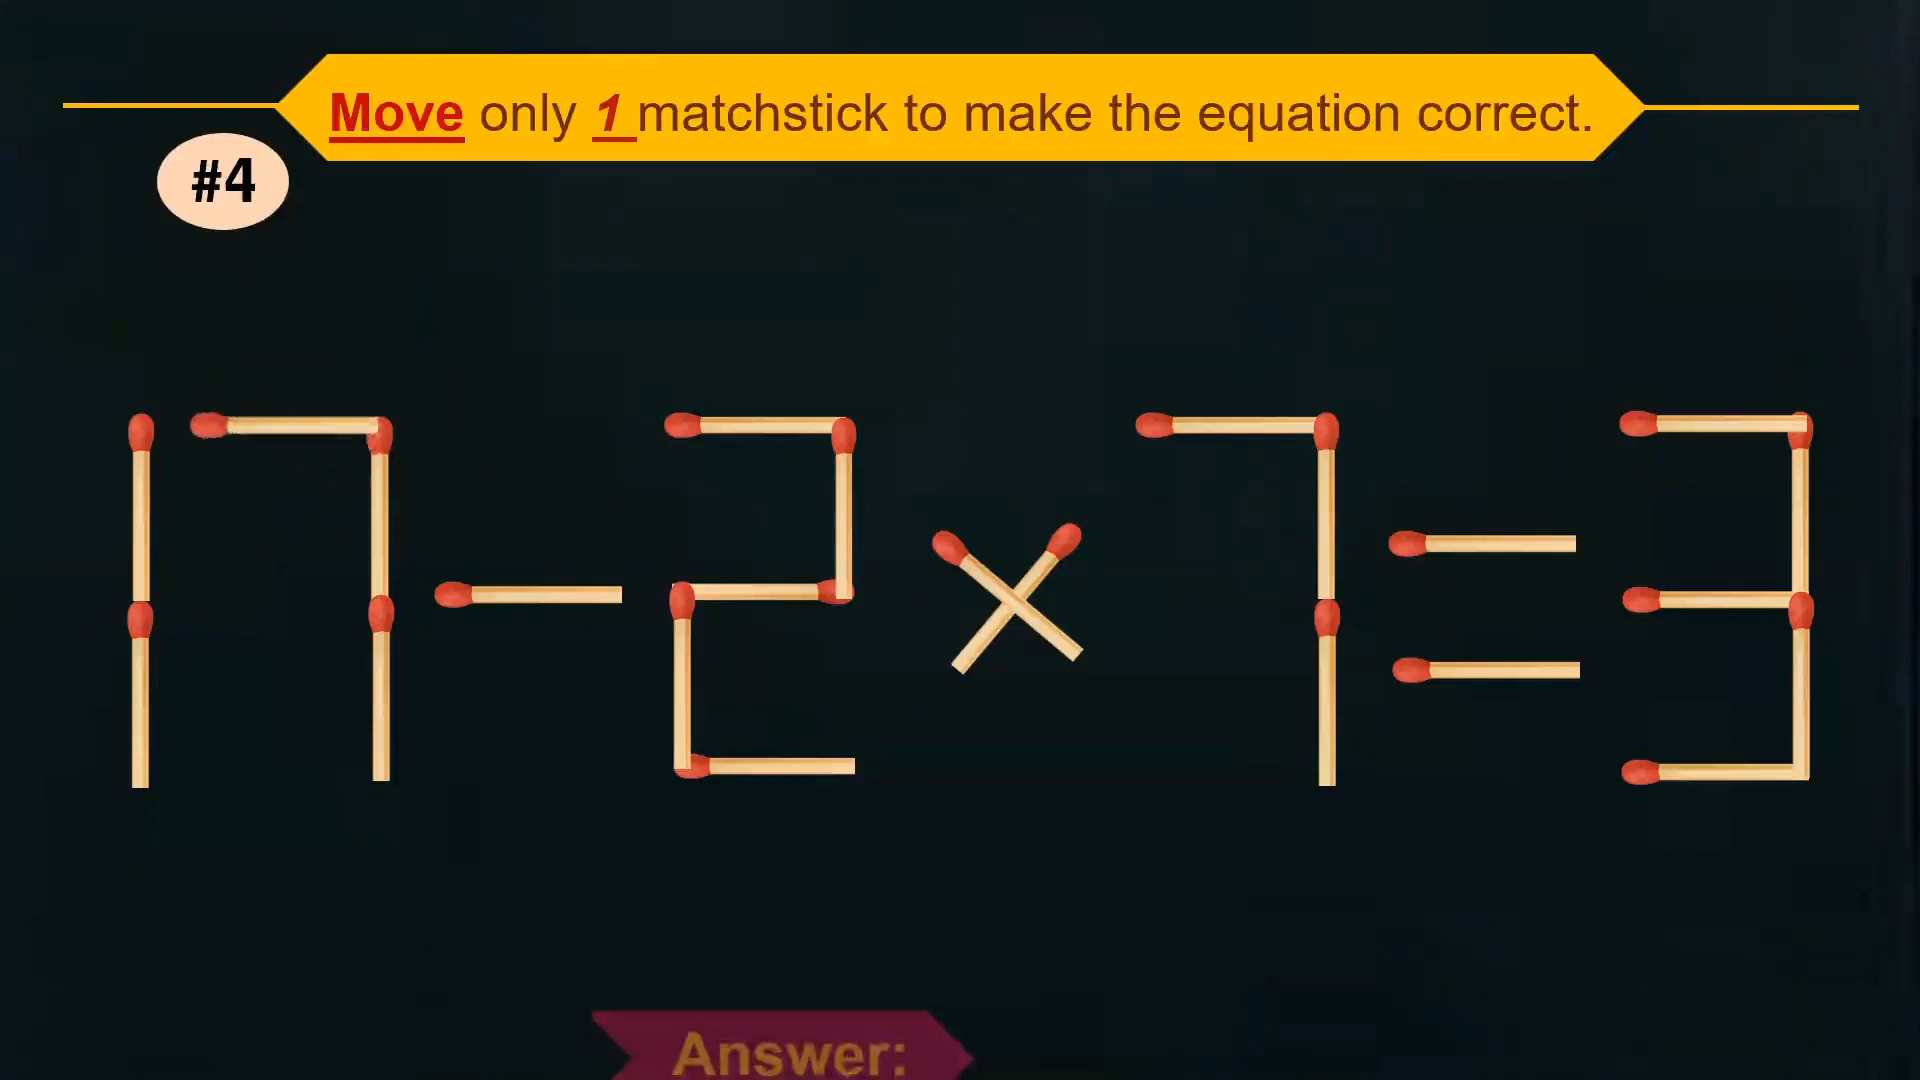 Move only 1 matchstick to make the equation correct.
#4
17-2×7=3
Answer: